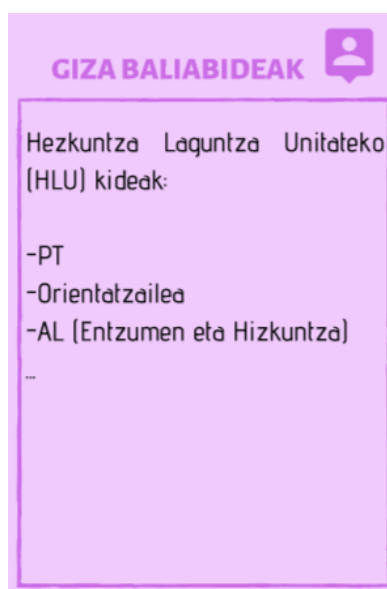 GIZA BALIABIDEAK
Hezkuntza Laguntza Unitateko
(HLU) kideak:
-PT
-Orientatzailea
-AL (Entzumen eta Hizkuntza)
...